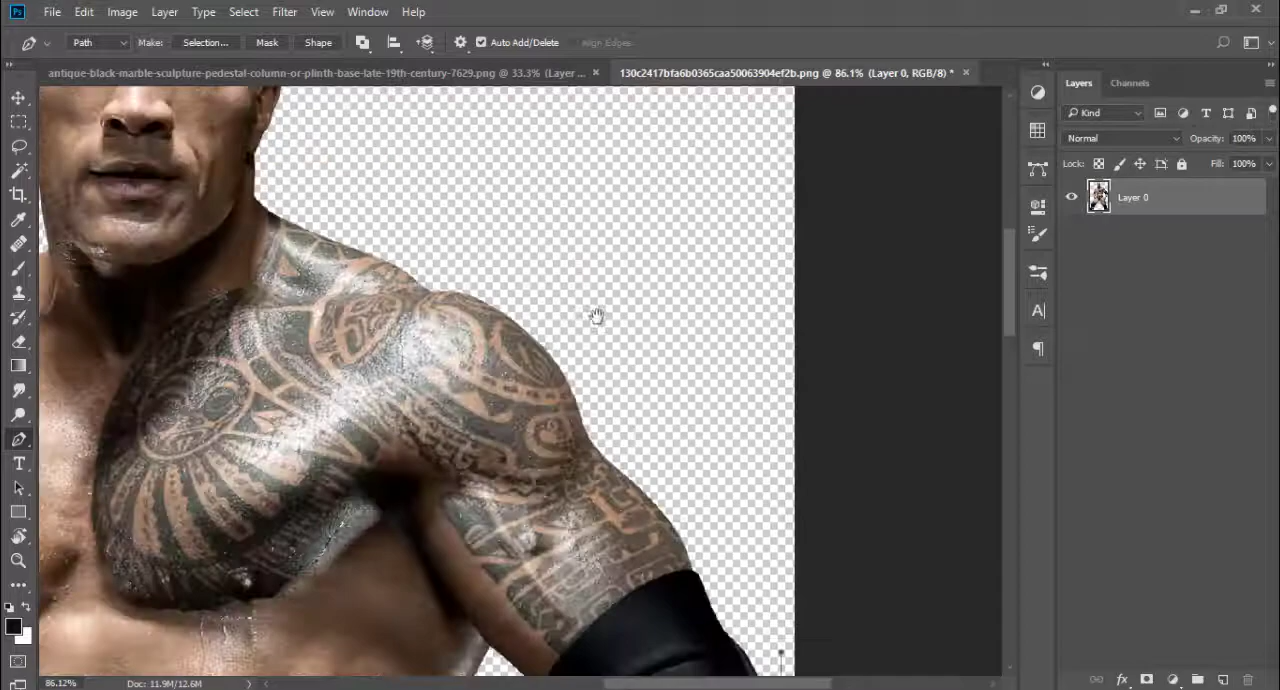 Ps File Edit Image Layer Type Select Filter View Window Help
Path Make: Selection... Mask Shape Auto Add/Delete Align Edges
antique-black-marble-sculpture-pedestal-column-or-plinth-base-late-19th-century-7629.png @ 33.3% (Layer ... × 130c2417bfa6b0365caa50063904ef2b.png @ 86.1% (Layer 0, RGB/8) * ×
Layers Channels
Kind
Normal Opacity: 100%
Lock: Fill: 100%
Layer 0
86.12% Doc: 11.9M/12.6M